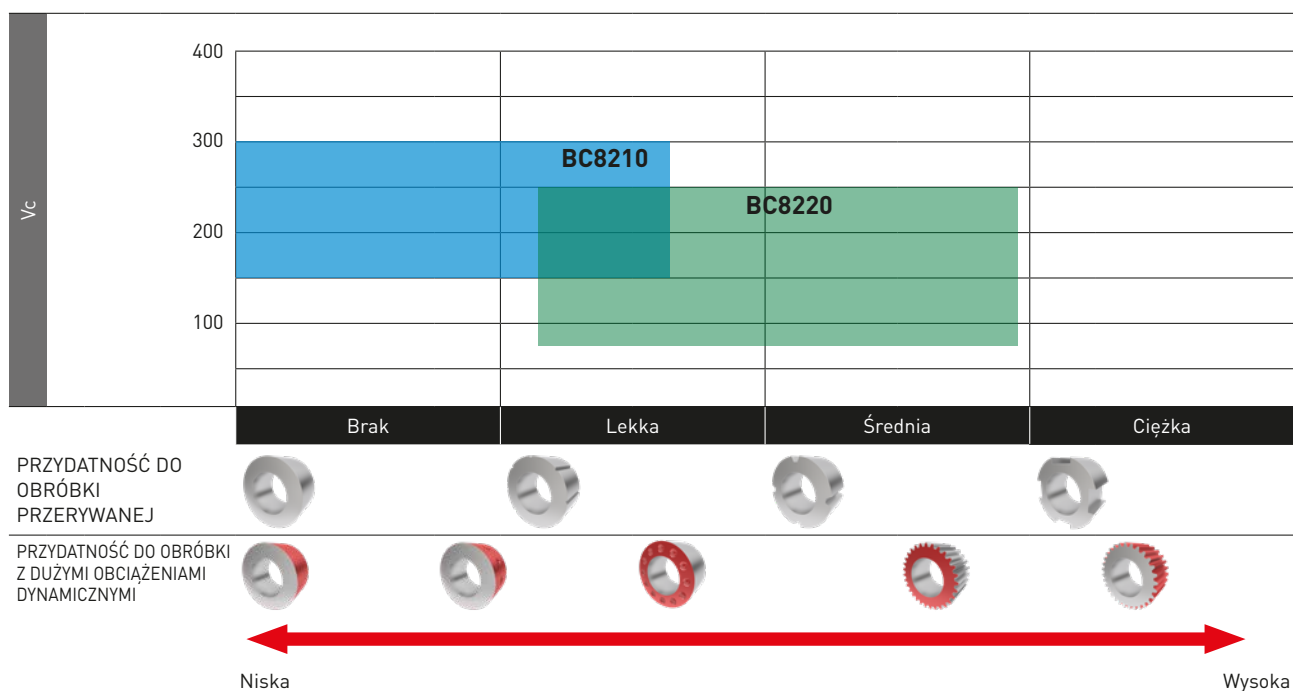 400
300
BC8210
BC8220
Vc
200
100
Brak
Lekka
Średnia
Ciężka
PRZYDATNOŚĆ DO
OBRÓBKI
PRZERYWANEJ
PRZYDATNOŚĆ DO OBRÓBKI
Z DUŻYMI OBCIĄŻENIAMI
DYNAMICZNYMI
Niska
Wysoka